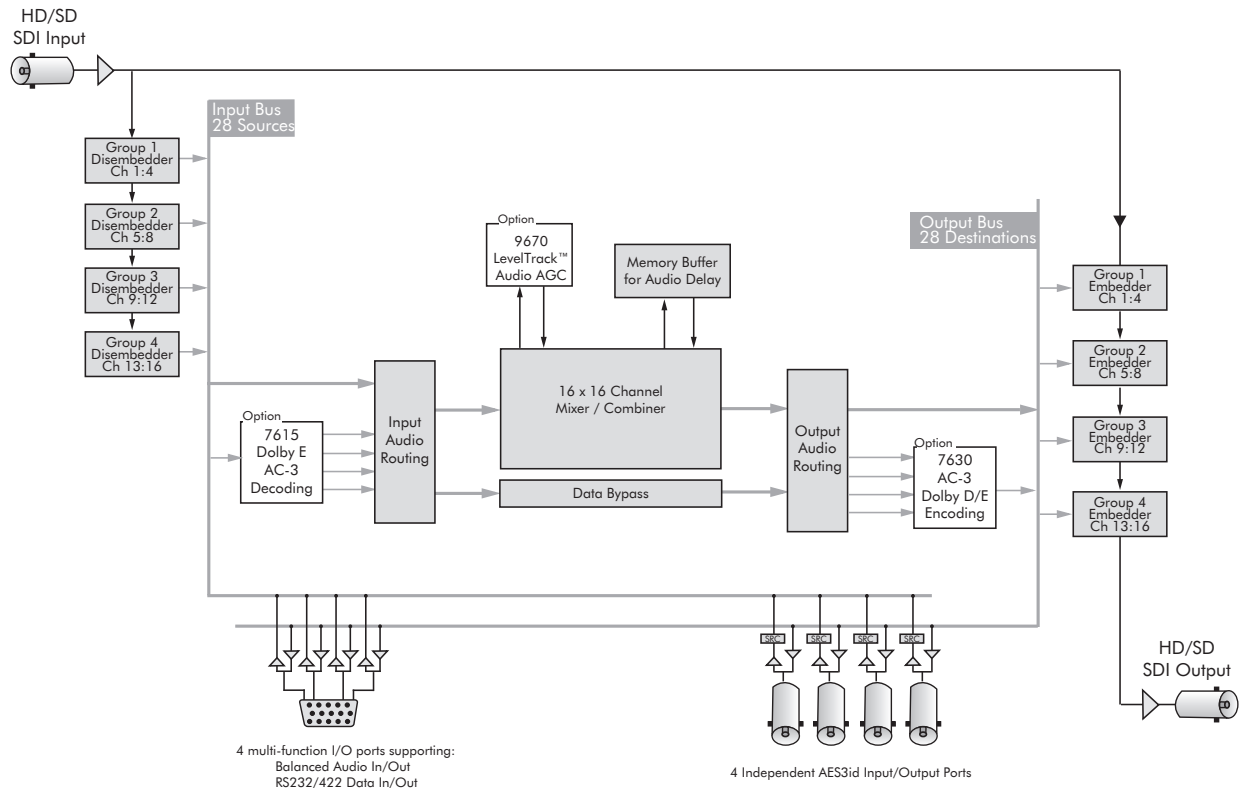 HD/SD
SDI Input
Input Bus
28 Sources
Group 1
Disembedder
Ch 1:4
Group 2
Disembedder
Ch 5:8
Group 3
Disembedder
Ch 9:12
Group 4
Disembedder
Ch 13:16
Option
9670
LevelTrack™
Audio AGC
Memory Buffer
for Audio Delay
Output Bus
28 Destinations
Group 1
Embedder
Ch 1:4
Group 2
Embedder
Ch 5:8
Group 3
Embedder
Ch 9:12
Group 4
Embedder
Ch 13:16
Option
7615
Dolby E
AC-3
Decoding
Input
Audio
Routing
16 x 16 Channel
Mixer / Combiner
Data Bypass
Output
Audio
Routing
Option
7630
AC-3
Dolby D/E
Encoding
SRC
SRC
SRC
SRC
HD/SD
SDI Output
4 multi-function I/O ports supporting:
Balanced Audio In/Out
RS232/422 Data In/Out
4 Independent AES3id Input/Output Ports